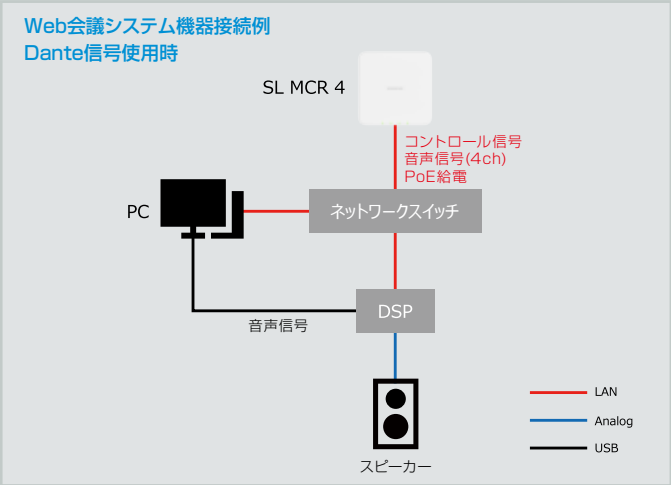 Web会議システム機器接続例
Dante信号使用時
SL MCR 4
コントロール信号
音声信号(4ch)
PoE給電
PC
ネットワークスイッチ
DSP
音声信号
スピーカー
LAN
Analog
USB